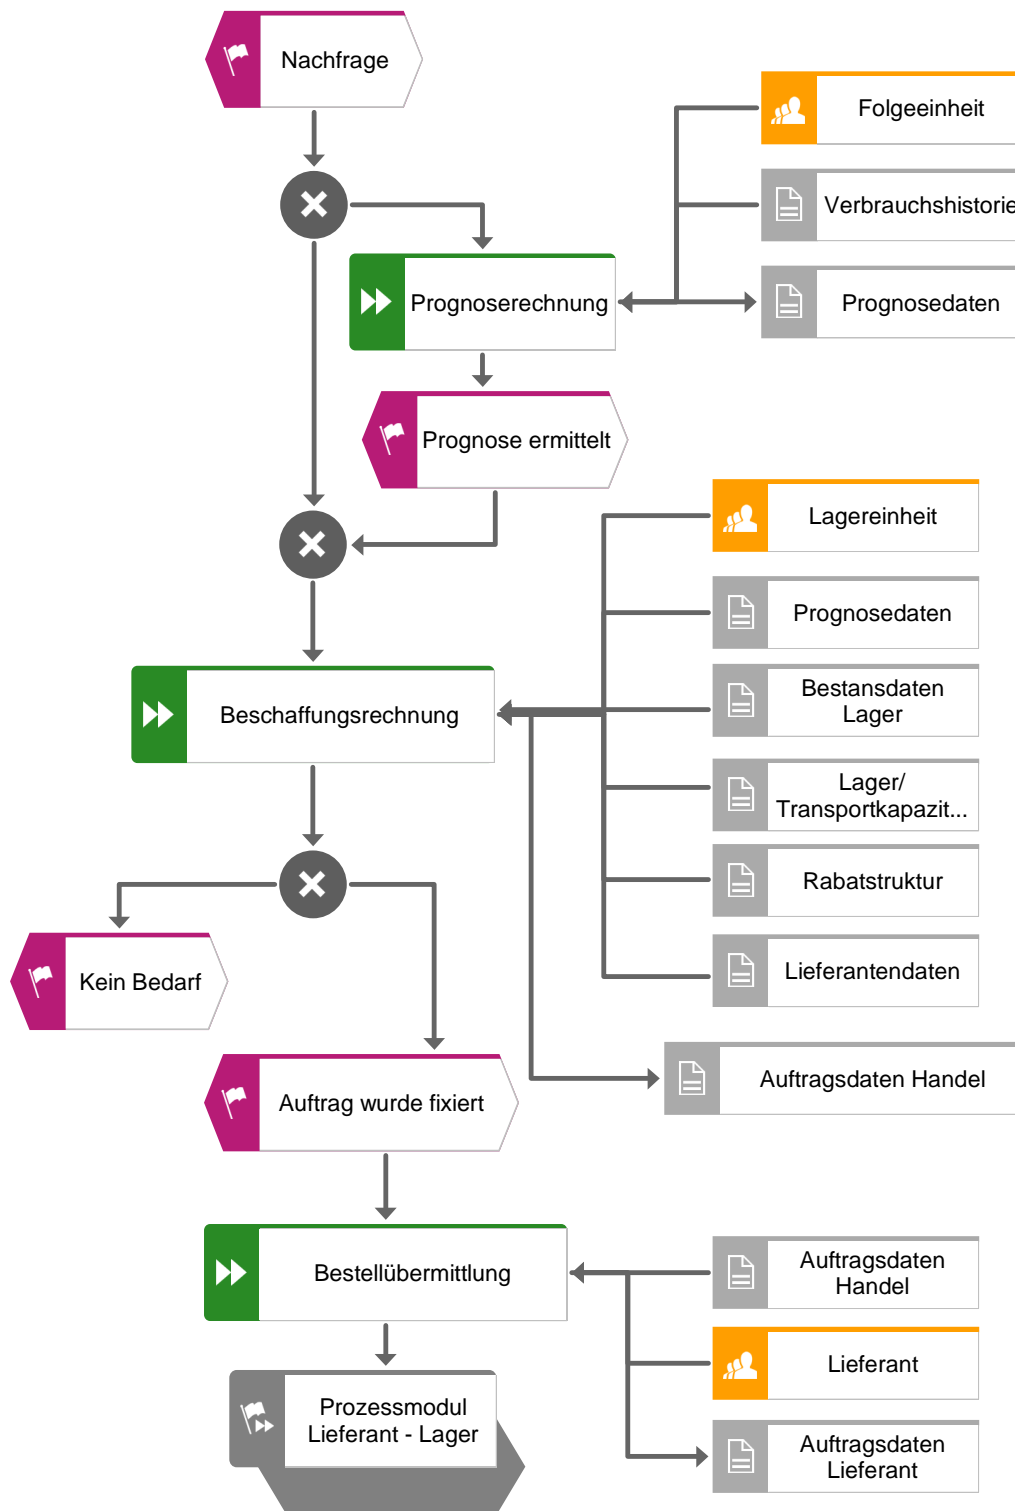 Nachfrage
Folgeeinheit
Verbrauchshistorie
Prognoserechnung
Prognosedaten
Prognose ermittelt
Lagereinheit
Prognosedaten
Bestansdaten
Lager
Beschaffungsrechnung
Lager/
Transportkapazit...
Rabatstruktur
Kein Bedarf
Lieferantendaten
Auftragsdaten Handel
Auftrag wurde fixiert
Bestellübermittlung
Auftragsdaten
Handel
Lieferant
Prozessmodul
Lieferant - Lager
Auftragsdaten
Lieferant